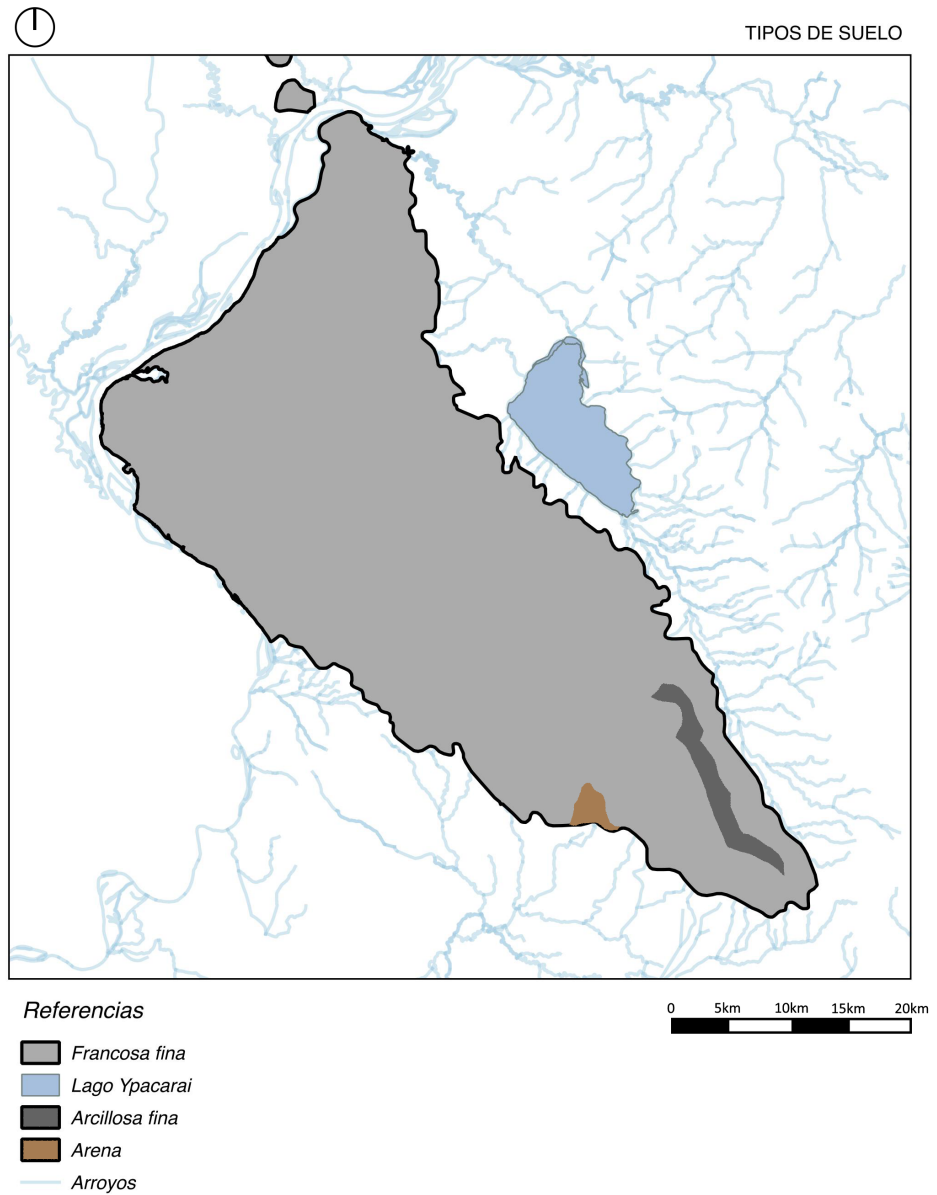 TIPOS DE SUELO
Referencias
0 5km 10km 15km 20km
Francosa fina
Lago Ypacarai
Arcillosa fina
Arena
Arroyos